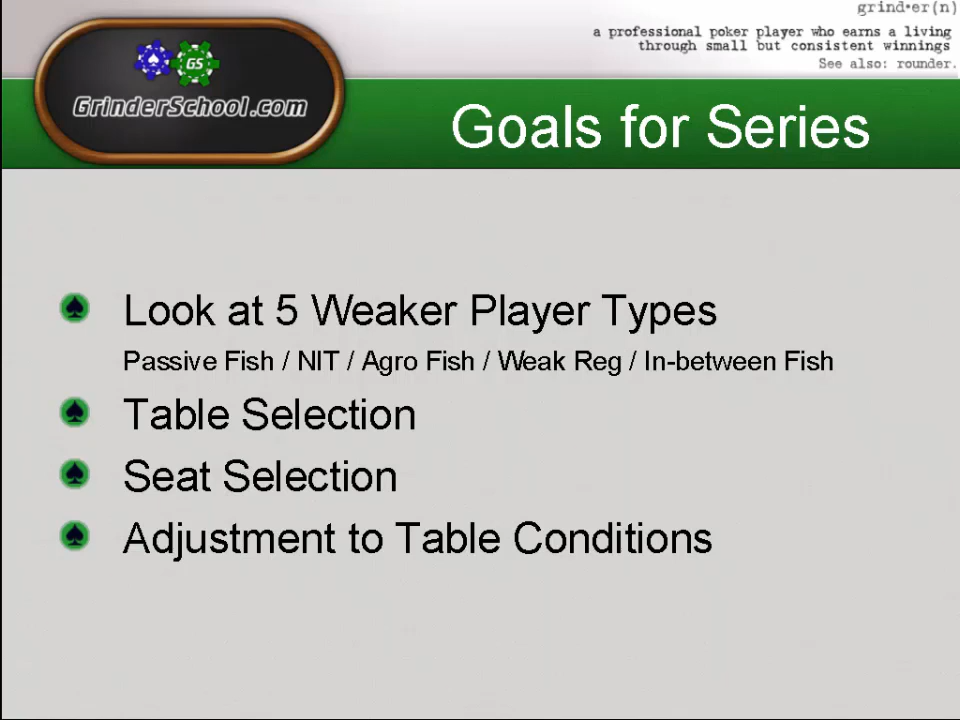 grind•er(n)
a professional poker player who earns a living
through small but consistent winnings
See also: rounder.
GS
GrinderSchool.com
Goals for Series
Look at 5 Weaker Player Types
Passive Fish / NIT / Agro Fish / Weak Reg / In-between Fish
Table Selection
Seat Selection
Adjustment to Table Conditions